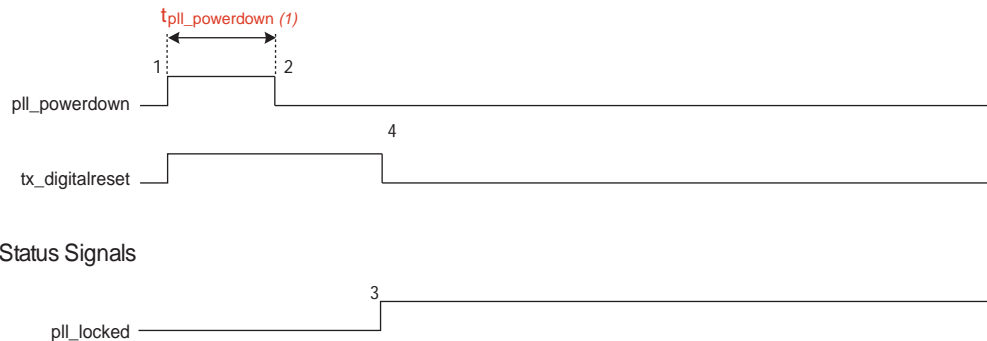 tpll_powerdown (1)
1 2
pll_powerdown
4
tx_digitalreset
Status Signals
3
pll_locked